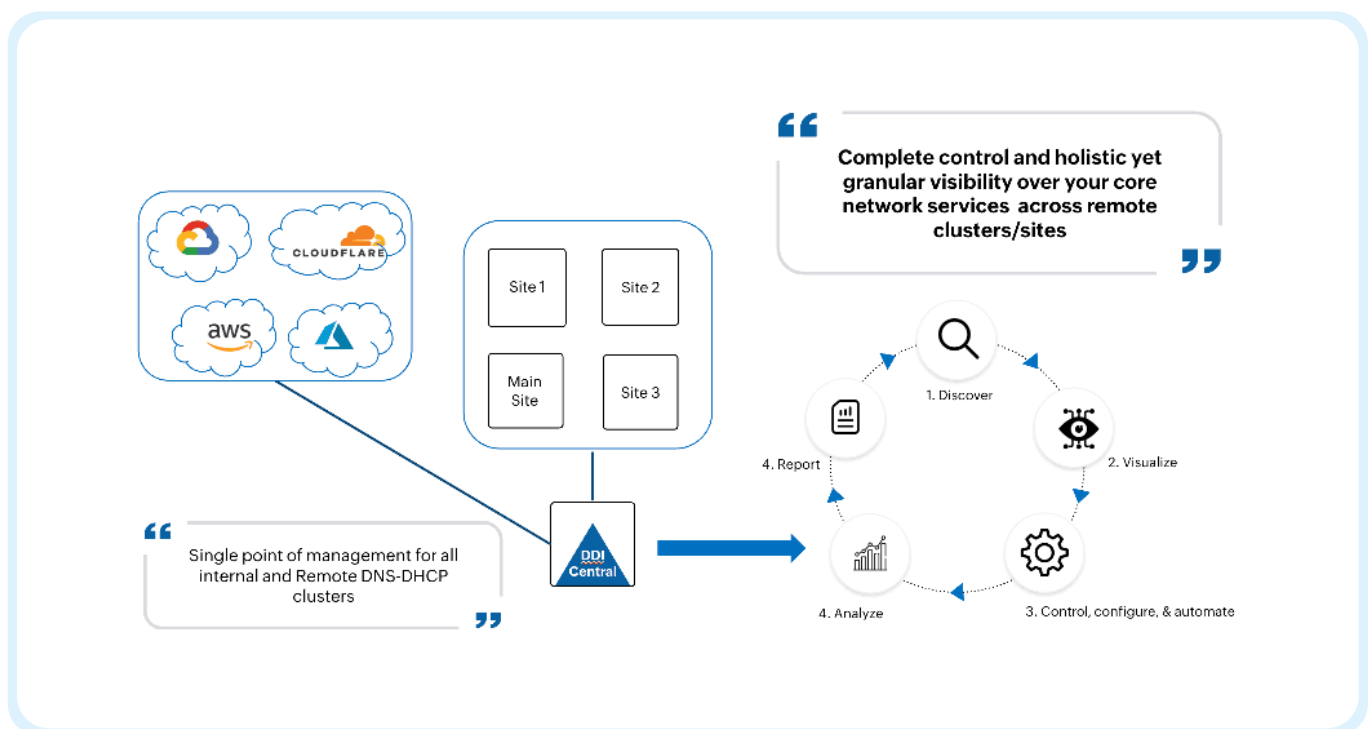 CLOUDFLARE
aws
Site 1
Site 2
Main
Site
Site 3
DDI
Central
“
Single point of management for all
internal and Remote DNS-DHCP
clusters
”
“
Complete control and holistic yet
granular visibility over your core
network services across remote
clusters/sites
”
1. Discover
2. Visualize
3. Control, configure, & automate
4. Analyze
4. Report